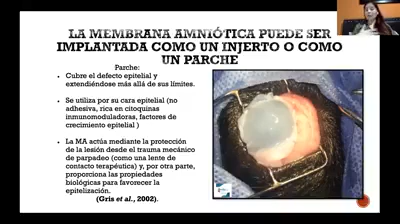 LA MEMBRANA AMNIÓTICA PUEDE SER
IMPLANTADA COMO UN INJERTO O COMO
UN PARCHE
Parche:
• Cubre el defecto epitelial y
extendiéndose más allá de sus límites.
• Se utiliza por su cara epitelial (no
adhesiva, rica en citoquinas
inmunomoduladoras, factores de
crecimiento epitelial )
• La MA actúa mediante la protección
de la lesión desde el trauma mecánico
de parpadeo (como una lente de
contacto terapéutica) y, por otra parte,
proporciona las propiedades
biológicas para favorecer la
epitelización.
(Gris et al., 2002).